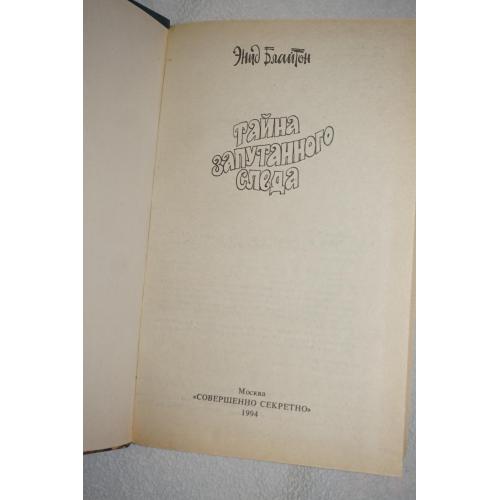 Энид Блайтон
ТАЙНА
ЗАПУТАННОГО
СЛЕДА
Москва
«СОВЕРШЕННО СЕКРЕТНО»
1994